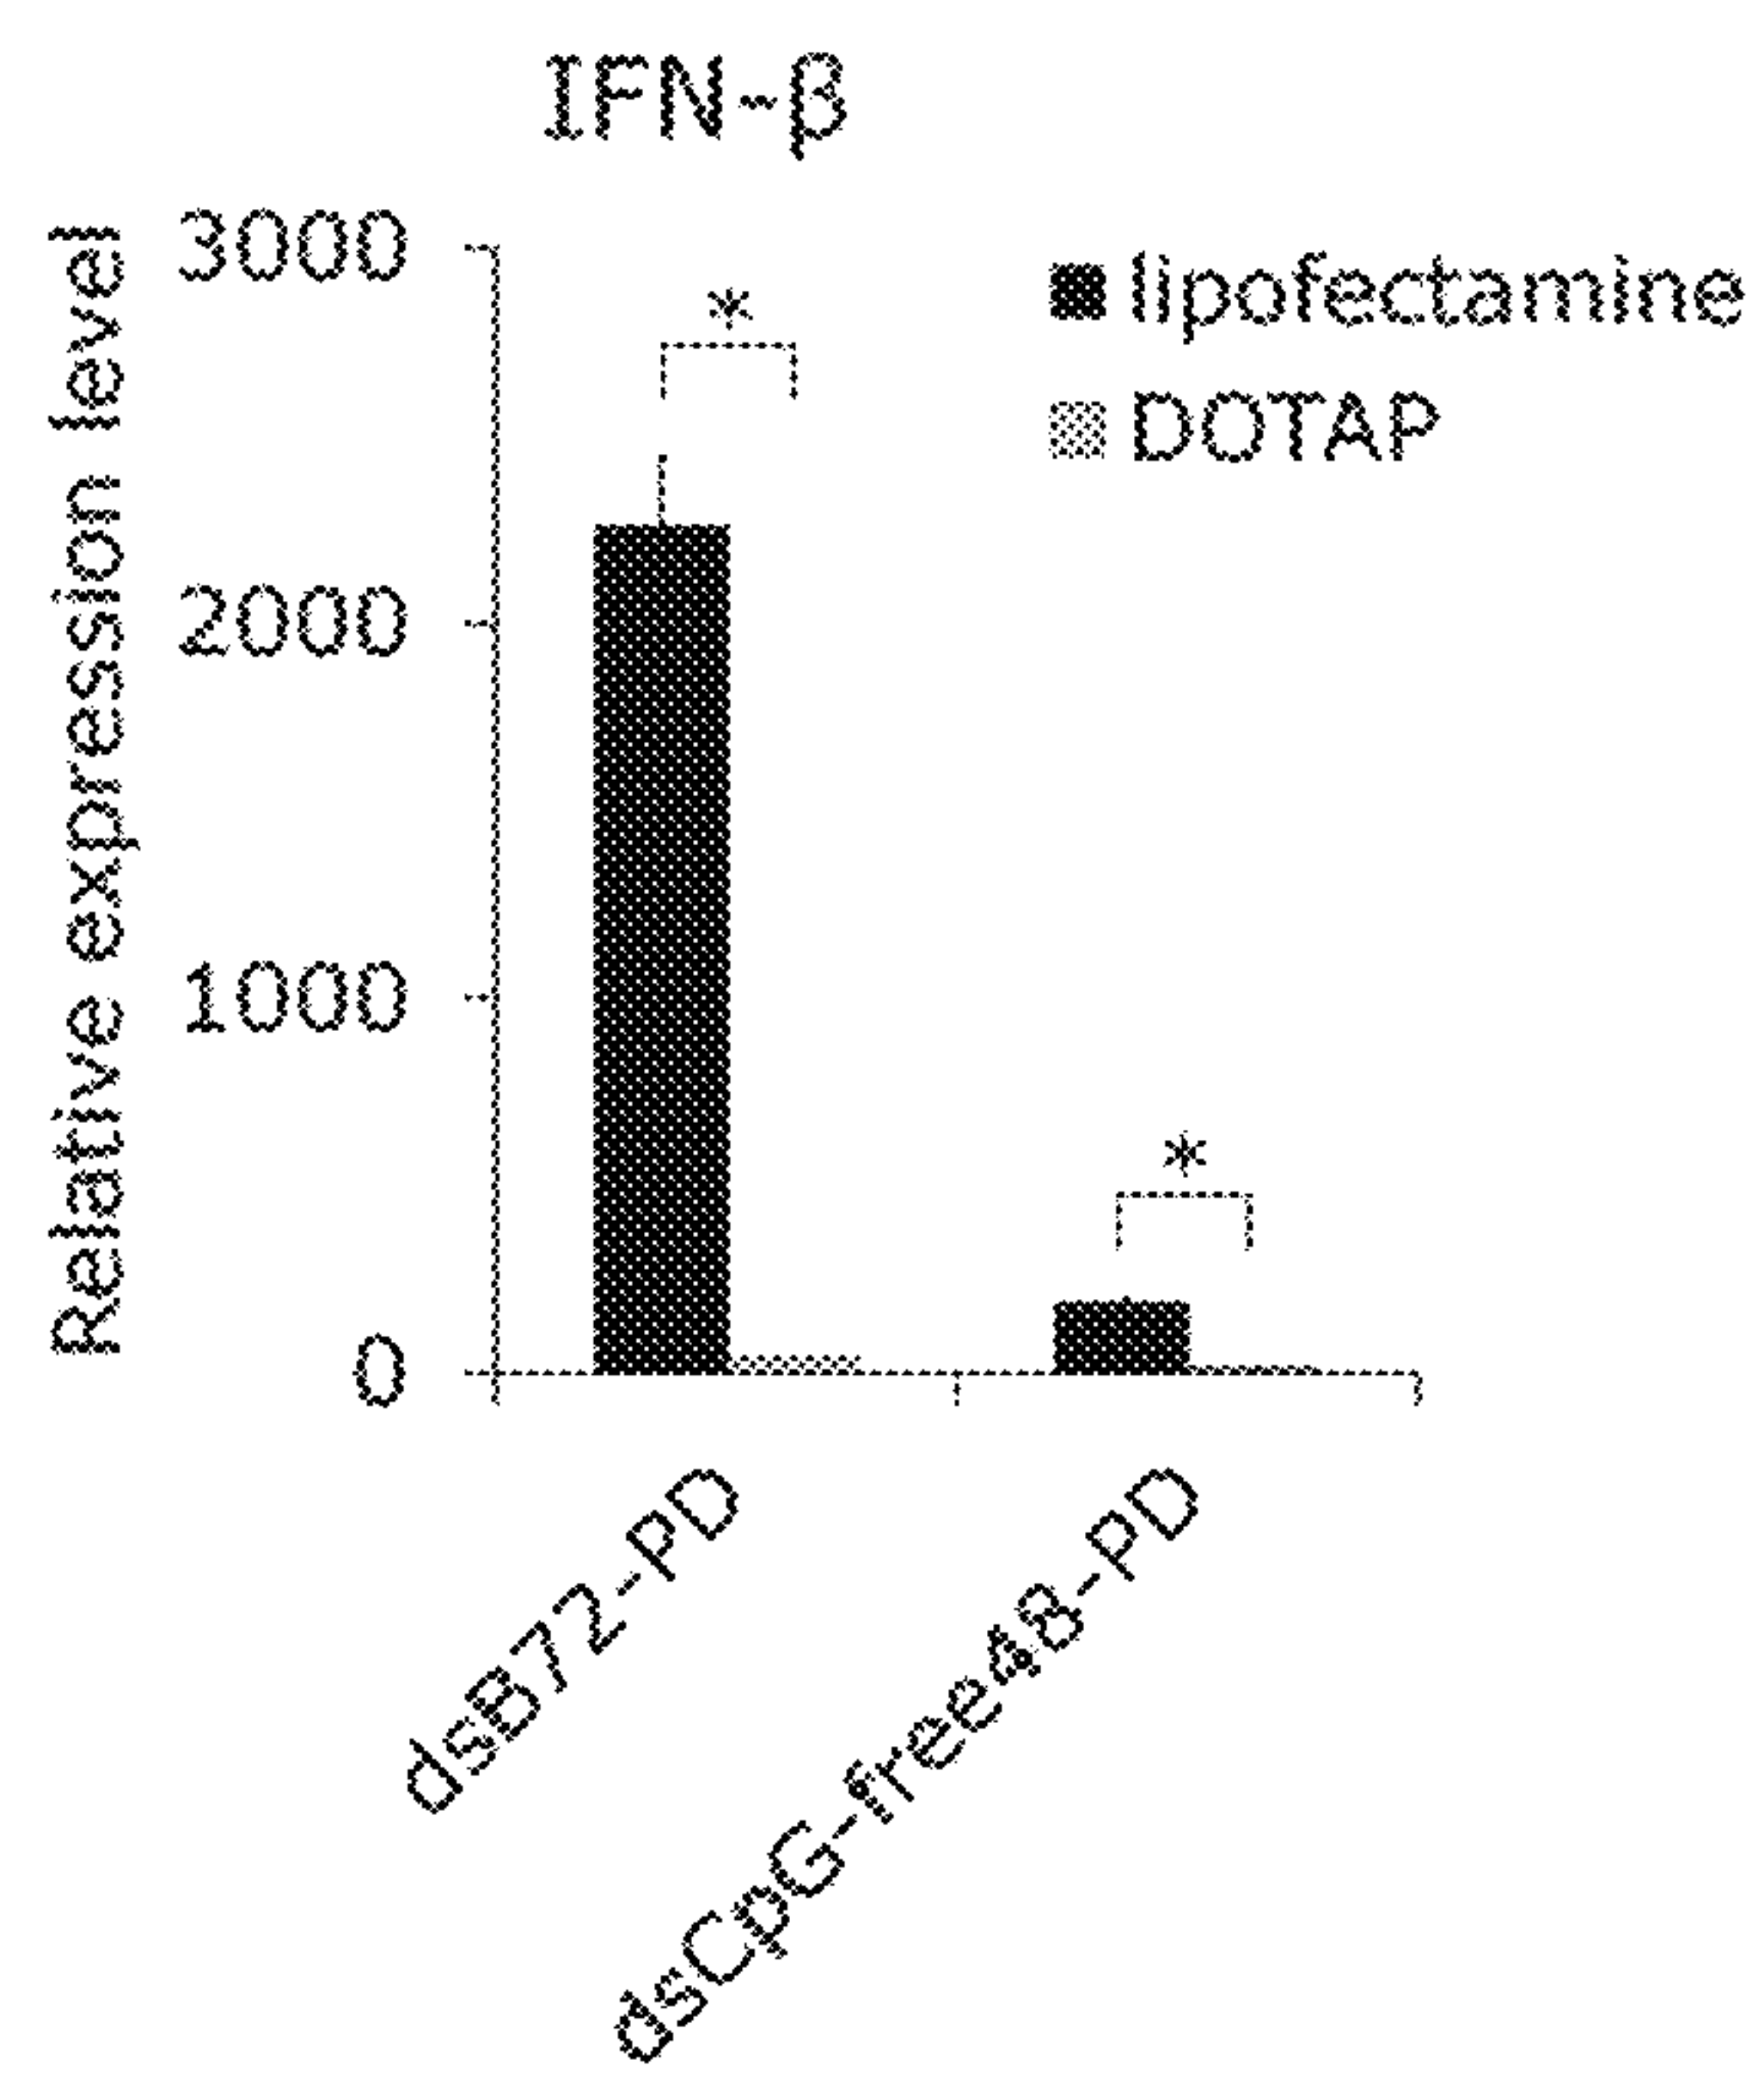 IFN-β
Relative expression level
3000
2000
1000
0
*
*
lipofectamine
DOTAP
dsB72-PD
dsCpG-free48-PD